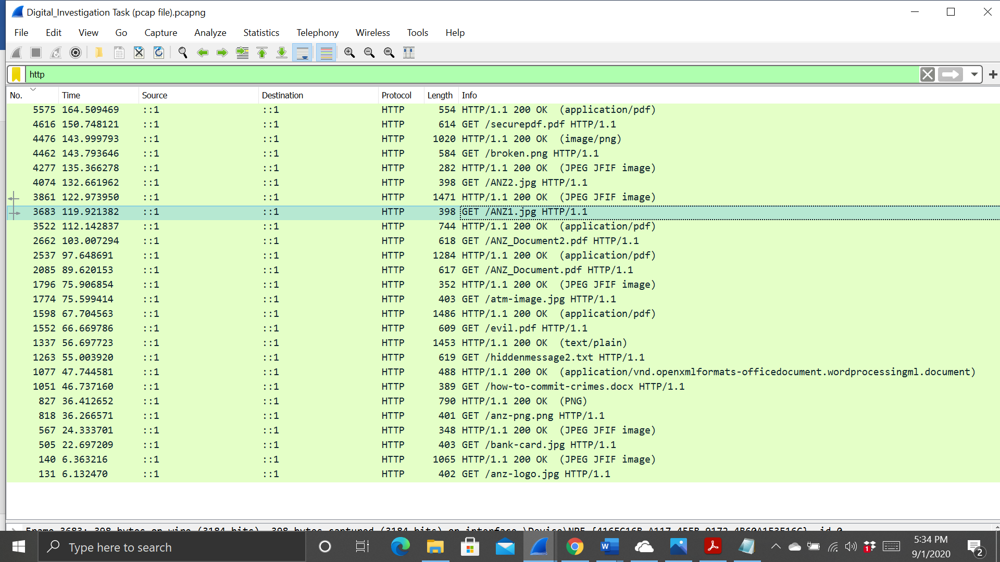 Digital_Investigation Task (pcap file).pcapng
File Edit View Go Capture Analyze Statistics Telephony Wireless Tools Help
http
No. Time Source Destination Protocol Length Info
5575 164.509469 ::1 ::1 HTTP 554 HTTP/1.1 200 OK (application/pdf)
4616 150.748121 ::1 ::1 HTTP 614 GET /securepdf.pdf HTTP/1.1
4476 143.999793 ::1 ::1 HTTP 1020 HTTP/1.1 200 OK (image/png)
4462 143.793646 ::1 ::1 HTTP 584 GET /broken.png HTTP/1.1
4277 135.366278 ::1 ::1 HTTP 282 HTTP/1.1 200 OK (JPEG JFIF image)
4074 132.661962 ::1 ::1 HTTP 398 GET /ANZ2.jpg HTTP/1.1
3861 122.973950 ::1 ::1 HTTP 1471 HTTP/1.1 200 OK (JPEG JFIF image)
3683 119.921382 ::1 ::1 HTTP 398 GET /ANZ1.jpg HTTP/1.1
3522 112.142837 ::1 ::1 HTTP 744 HTTP/1.1 200 OK (application/pdf)
2662 103.007294 ::1 ::1 HTTP 618 GET /ANZ_Document2.pdf HTTP/1.1
2537 97.648691 ::1 ::1 HTTP 1284 HTTP/1.1 200 OK (application/pdf)
2085 89.620153 ::1 ::1 HTTP 617 GET /ANZ_Document.pdf HTTP/1.1
1796 75.906854 ::1 ::1 HTTP 352 HTTP/1.1 200 OK (JPEG JFIF image)
1774 75.599414 ::1 ::1 HTTP 403 GET /atm-image.jpg HTTP/1.1
1598 67.704563 ::1 ::1 HTTP 1486 HTTP/1.1 200 OK (application/pdf)
1552 66.669786 ::1 ::1 HTTP 609 GET /evil.pdf HTTP/1.1
1337 56.697723 ::1 ::1 HTTP 1453 HTTP/1.1 200 OK (text/plain)
1263 55.003920 ::1 ::1 HTTP 619 GET /hiddenmessage2.txt HTTP/1.1
1077 47.744581 ::1 ::1 HTTP 488 HTTP/1.1 200 OK (application/vnd.openxmlformats-officedocument.wordprocessingml.document)
1051 46.737160 ::1 ::1 HTTP 389 GET /how-to-commit-crimes.docx HTTP/1.1
827 36.412652 ::1 ::1 HTTP 790 HTTP/1.1 200 OK (PNG)
818 36.266571 ::1 ::1 HTTP 401 GET /anz-png.png HTTP/1.1
567 24.333701 ::1 ::1 HTTP 348 HTTP/1.1 200 OK (JPEG JFIF image)
505 22.697209 ::1 ::1 HTTP 403 GET /bank-card.jpg HTTP/1.1
140 6.363216 ::1 ::1 HTTP 1065 HTTP/1.1 200 OK (JPEG JFIF image)
131 6.132470 ::1 ::1 HTTP 402 GET /anz-logo.jpg HTTP/1.1
Frame 3683: 398 bytes on wire (3184 bits), 398 bytes captured (3184 bits) on interface
Type here to search
5:34 PM
9/1/2020
1
2